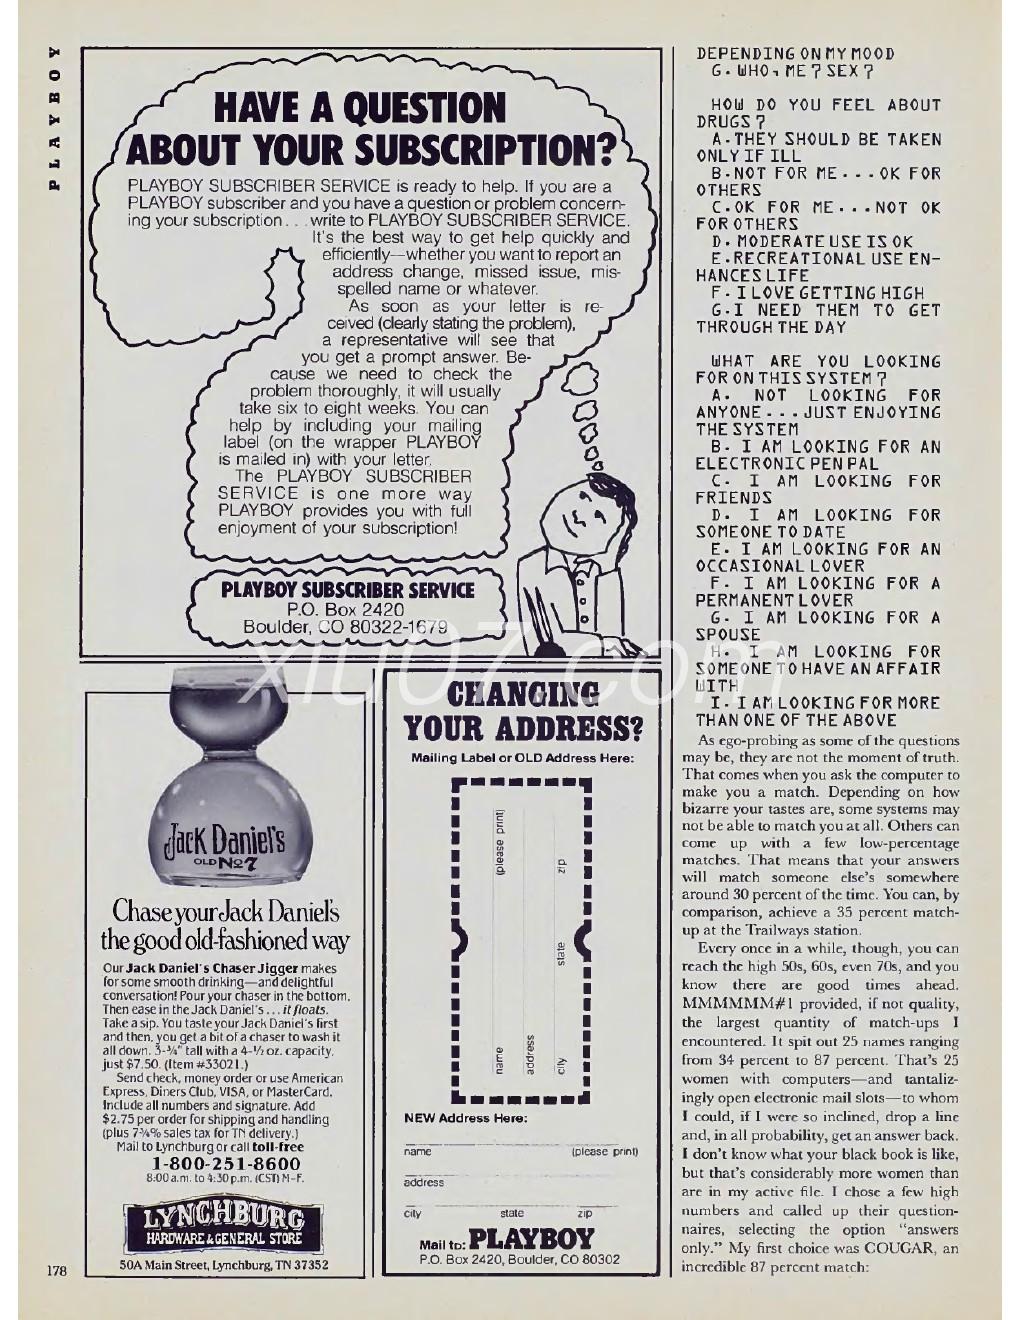 PLAYBOY
HAVE A QUESTION
ABOUT YOUR SUBSCRIPTION?
PLAYBOY SUBSCRIBER SERVICE is ready to help. If you are a
PLAYBOY subscriber and you have a question or problem concern-
ing your subscription . . . write to PLAYBOY SUBSCRIBER SERVICE.
It's the best way to get help quickly and
efficiently—whether you want to report an
address change, missed issue, mis-
spelled name or whatever.
As soon as your letter is re-
ceived (clearly stating the problem),
a representative will see that
you get a prompt answer. Be-
cause we need to check the
problem thoroughly, it will usually
take six to eight weeks. You can
help by including your mailing
label (on the wrapper PLAYBOY
is mailed in) with your letter.
The PLAYBOY SUBSCRIBER
SERVICE is one more way
PLAYBOY provides you with full
enjoyment of your subscription!
PLAYBOY SUBSCRIBER SERVICE
P.O. Box 2420
Boulder, CO 80322-1679
Jack Daniel's
OLD No 7
Chase your Jack Daniel's
the good old-fashioned way
Our Jack Daniel's Chaser Jigger makes
for some smooth drinking—and delightful
conversation! Pour your chaser in the bottom.
Then ease in the Jack Daniel's . . . it floats.
Take a sip. You taste your Jack Daniel's first
and then, you get a bit of a chaser to wash it
all down. 3-¾" tall with a 4-½ oz. capacity,
just $7.50. (Item #33021.)
Send check, money order or use American
Express, Diners Club, VISA, or MasterCard.
Include all numbers and signature. Add
$2.75 per order for shipping and handling
(plus 7¾% sales tax for TN delivery.)
Mail to Lynchburg or call toll-free
1-800-251-8600
8:00 a.m. to 4:30 p.m. (CST) M-F.
LYNCHBURG
HARDWARE & GENERAL STORE
50A Main Street, Lynchburg, TN 37352
178
CHANGING
YOUR ADDRESS?
Mailing Label or OLD Address Here:
name (please print)
address
city state zip
NEW Address Here:
name (please print)
address
city state zip
Mail to: PLAYBOY
P.O. Box 2420, Boulder, CO 80302
DEPENDING ON MY MOOD
G. WHO, ME? SEX?
HOW DO YOU FEEL ABOUT
DRUGS?
A. THEY SHOULD BE TAKEN
ONLY IF ILL
B. NOT FOR ME . . . OK FOR
OTHERS
C. OK FOR ME . . . NOT OK
FOR OTHERS
D. MODERATE USE IS OK
E. RECREATIONAL USE EN-
HANCES LIFE
F. I LOVE GETTING HIGH
G. I NEED THEM TO GET
THROUGH THE DAY
WHAT ARE YOU LOOKING
FOR ON THIS SYSTEM?
A. NOT LOOKING FOR
ANYONE . . . JUST ENJOYING
THE SYSTEM
B. I AM LOOKING FOR AN
ELECTRONIC PEN PAL
C. I AM LOOKING FOR
FRIENDS
D. I AM LOOKING FOR
SOMEONE TO DATE
E. I AM LOOKING FOR AN
OCCASIONAL LOVER
F. I AM LOOKING FOR A
PERMANENT LOVER
G. I AM LOOKING FOR A
SPOUSE
H. I AM LOOKING FOR
SOMEONE TO HAVE AN AFFAIR
WITH
I. I AM LOOKING FOR MORE
THAN ONE OF THE ABOVE
As ego-probing as some of the questions
may be, they are not the moment of truth.
That comes when you ask the computer to
make you a match. Depending on how
bizarre your tastes are, some systems may
not be able to match you at all. Others can
come up with a few low-percentage
matches. That means that your answers
will match someone else's somewhere
around 30 percent of the time. You can, by
comparison, achieve a 35 percent match-
up at the Trailways station.
Every once in a while, though, you can
reach the high 50s, 60s, even 70s, and you
know there are good times ahead.
MMMMMM#1 provided, if not quality,
the largest quantity of match-ups I
encountered. It spit out 25 names ranging
from 34 percent to 87 percent. That's 25
women with computers—and tantaliz-
ingly open electronic mail slots—to whom
I could, if I were so inclined, drop a line
and, in all probability, get an answer back.
I don't know what your black book is like,
but that's considerably more women than
are in my active file. I chose a few high
numbers and called up their question-
naires, selecting the option "answers
only." My first choice was COUGAR, an
incredible 87 percent match:
xiu07.com